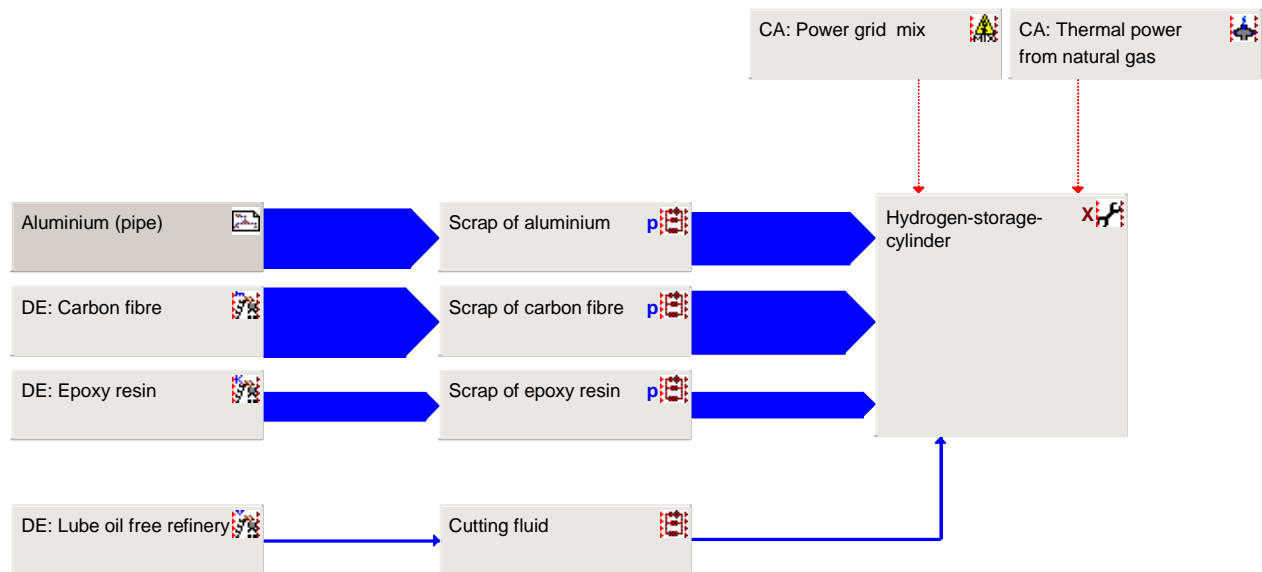 CA: Power grid mix
MIX
CA: Thermal power
from natural gas
Aluminium (pipe)
Scrap of aluminium
p
Hydrogen-storage-
cylinder
X
DE: Carbon fibre
Scrap of carbon fibre
p
DE: Epoxy resin
Scrap of epoxy resin
p
DE: Lube oil free refinery
Cutting fluid